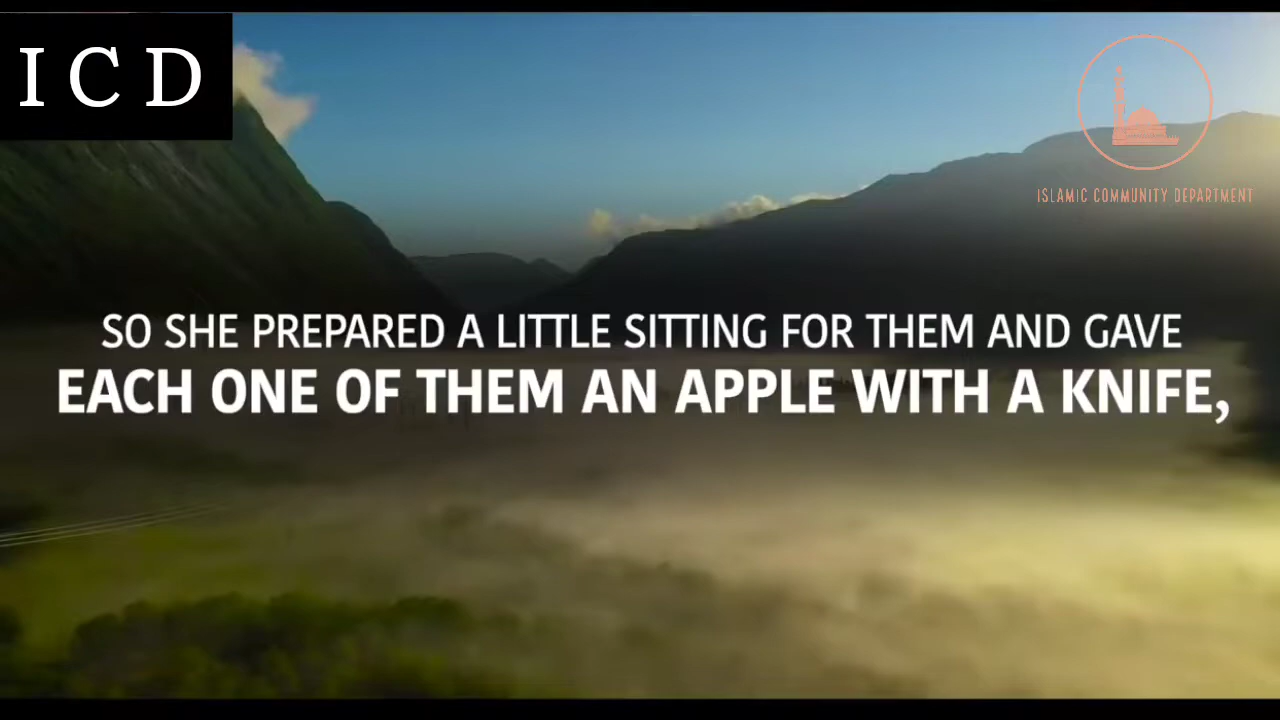 ICD
ISLAMIC COMMUNITY DEPARTMENT
SO SHE PREPARED A LITTLE SITTING FOR THEM AND GAVE
EACH ONE OF THEM AN APPLE WITH A KNIFE,